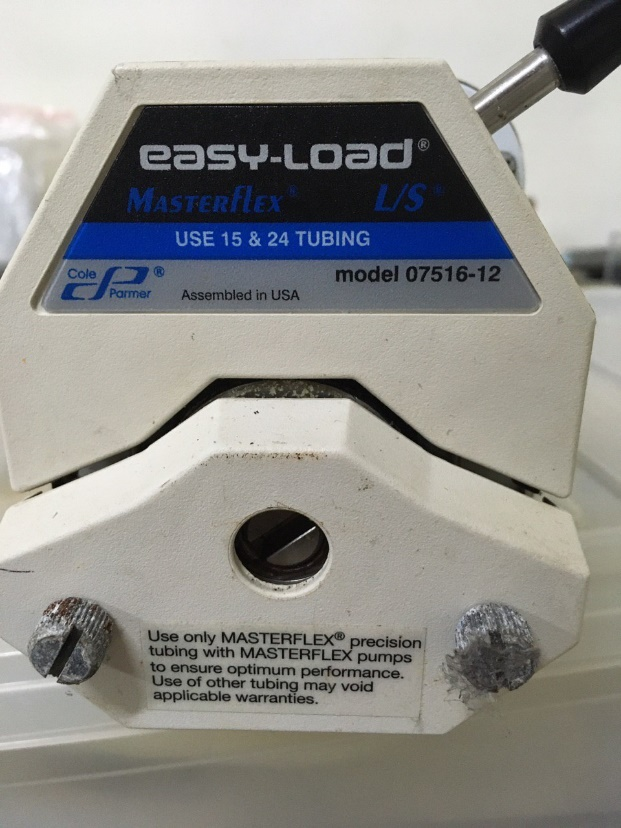 easy-Load®
MASTERflEX® L/S®
USE 15 & 24 TUBING
Cole Parmer ®
Assembled in USA
model 07516-12
Use only MASTERFLEX® precision
tubing with MASTERFLEX pumps
to ensure optimum performance.
Use of other tubing may void
applicable warranties.